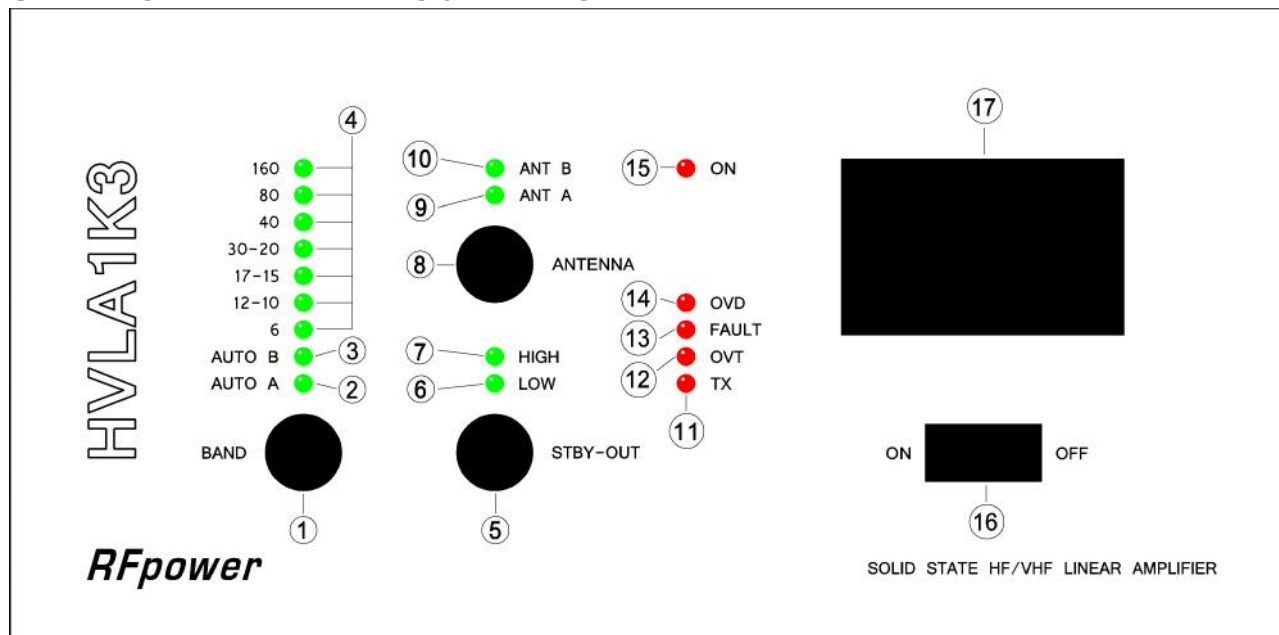 17
4
10
ANT B
15
ON
160
80
9
ANT A
40
30-20
8
ANTENNA
17-15
12-10
14
OVD
6
13
FAULT
AUTO B
3
7
HIGH
12
OVT
AUTO A
2
6
LOW
TX
11
BAND
STBY-OUT
ON
OFF
1
5
16
HVLA1K3
RFpower
SOLID STATE HF/VHF LINEAR AMPLIFIER